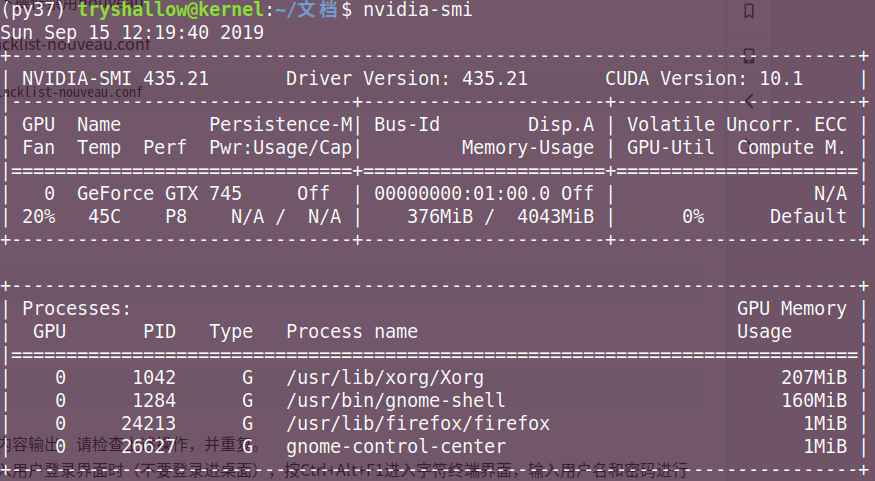 (py37) tryshallow@kernel:~/文档$ nvidia-smi
Sun Sep 15 12:19:40 2019
acklist-nouveau.conf
+-----------------------------------------------------------------------------+
| NVIDIA-SMI 435.21       Driver Version: 435.21       CUDA Version: 10.1     |
acklist-nouveau.conf
|-------------------------------+----------------------+----------------------+
| GPU  Name        Persistence-M| Bus-Id        Disp.A | Volatile Uncorr. ECC |
| Fan  Temp  Perf  Pwr:Usage/Cap|         Memory-Usage | GPU-Util  Compute M. |
|===============================+======================+======================|
|   0  GeForce GTX 745     Off  | 00000000:01:00.0 Off |                  N/A |
| 20%   45C    P8    N/A /  N/A |    376MiB /  4043MiB |      0%      Default |
+-------------------------------+----------------------+----------------------+
+-----------------------------------------------------------------------------+
| Processes:                                                       GPU Memory |
|  GPU       PID   Type   Process name                             Usage      |
|=============================================================================|
|    0      1042      G   /usr/lib/xorg/Xorg                           207MiB |
|    0      1284      G   /usr/bin/gnome-shell                         160MiB |
|    0     24213      G   /usr/lib/firefox/firefox                       1MiB |
|    0     26627      G   gnome-control-center                           1MiB |
内容输出，请检查 操作，并重复。
用户登录界面时（不要登录进桌面），按Ctrl+Alt+F1进入字符终端界面，输入用户名和密码进行
+-----------------------------------------------------------------------------+